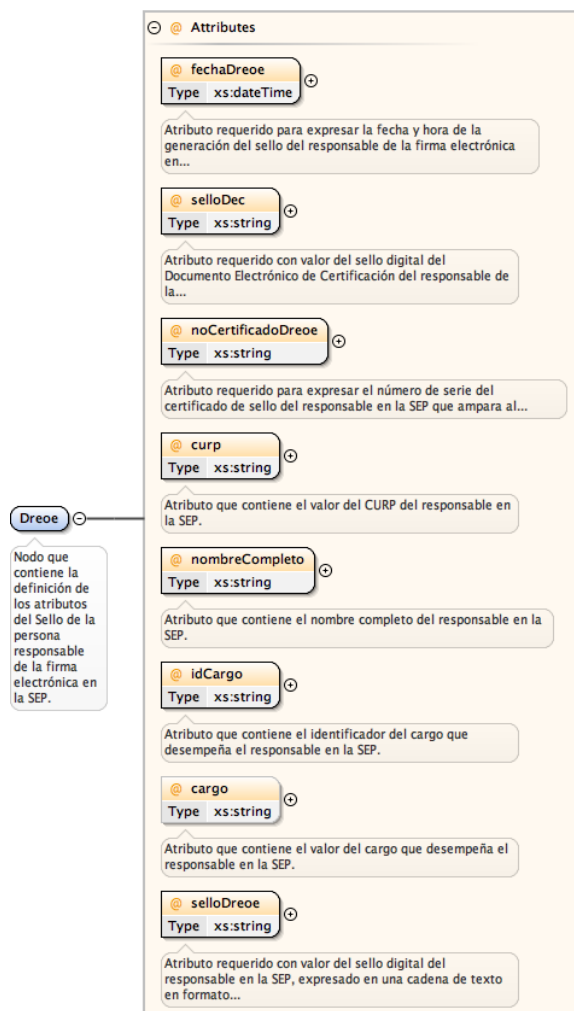 @ Attributes
@ fechaDreoe
Type xs:dateTime
Atributo requerido para expresar la fecha y hora de la
generación del sello del responsable de la firma electrónica
en...
@ selloDec
Type xs:string
Atributo requerido con valor del sello digital del
Documento Electrónico de Certificación del responsable de
la...
@ noCertificadoDreoe
Type xs:string
Atributo requerido para expresar el número de serie del
certificado de sello del responsable en la SEP que ampara al...
@ curp
Type xs:string
Atributo que contiene el valor del CURP del responsable en
la SEP.
Dreoe
Nodo que
contiene la
definición de
los atributos
del Sello de la
persona
responsable
de la firma
electrónica en
la SEP.
@ nombreCompleto
Type xs:string
Atributo que contiene el nombre completo del responsable en la
SEP.
@ idCargo
Type xs:string
Atributo que contiene el identificador del cargo que
desempeña el responsable en la SEP.
@ cargo
Type xs:string
Atributo que contiene el valor del cargo que desempeña el
responsable en la SEP.
@ selloDreoe
Type xs:string
Atributo requerido con valor del sello digital del
responsable en la SEP, expresado en una cadena de texto
en formato...